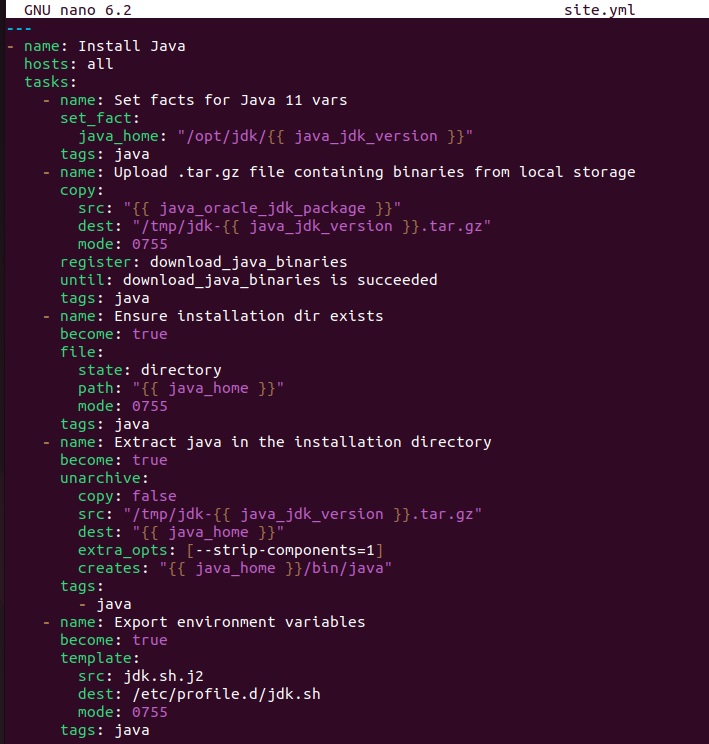 GNU nano 6.2 site.yml
---
- name: Install Java
  hosts: all
  tasks:
    - name: Set facts for Java 11 vars
      set_fact:
        java_home: "/opt/jdk/{{ java_jdk_version }}"
      tags: java
    - name: Upload .tar.gz file containing binaries from local storage
      copy:
        src: "{{ java_oracle_jdk_package }}"
        dest: "/tmp/jdk-{{ java_jdk_version }}.tar.gz"
        mode: 0755
      register: download_java_binaries
      until: download_java_binaries is succeeded
      tags: java
    - name: Ensure installation dir exists
      become: true
      file:
        state: directory
        path: "{{ java_home }}"
        mode: 0755
      tags: java
    - name: Extract java in the installation directory
      become: true
      unarchive:
        copy: false
        src: "/tmp/jdk-{{ java_jdk_version }}.tar.gz"
        dest: "{{ java_home }}"
        extra_opts: [--strip-components=1]
        creates: "{{ java_home }}/bin/java"
      tags:
        - java
    - name: Export environment variables
      become: true
      template:
        src: jdk.sh.j2
        dest: /etc/profile.d/jdk.sh
        mode: 0755
      tags: java